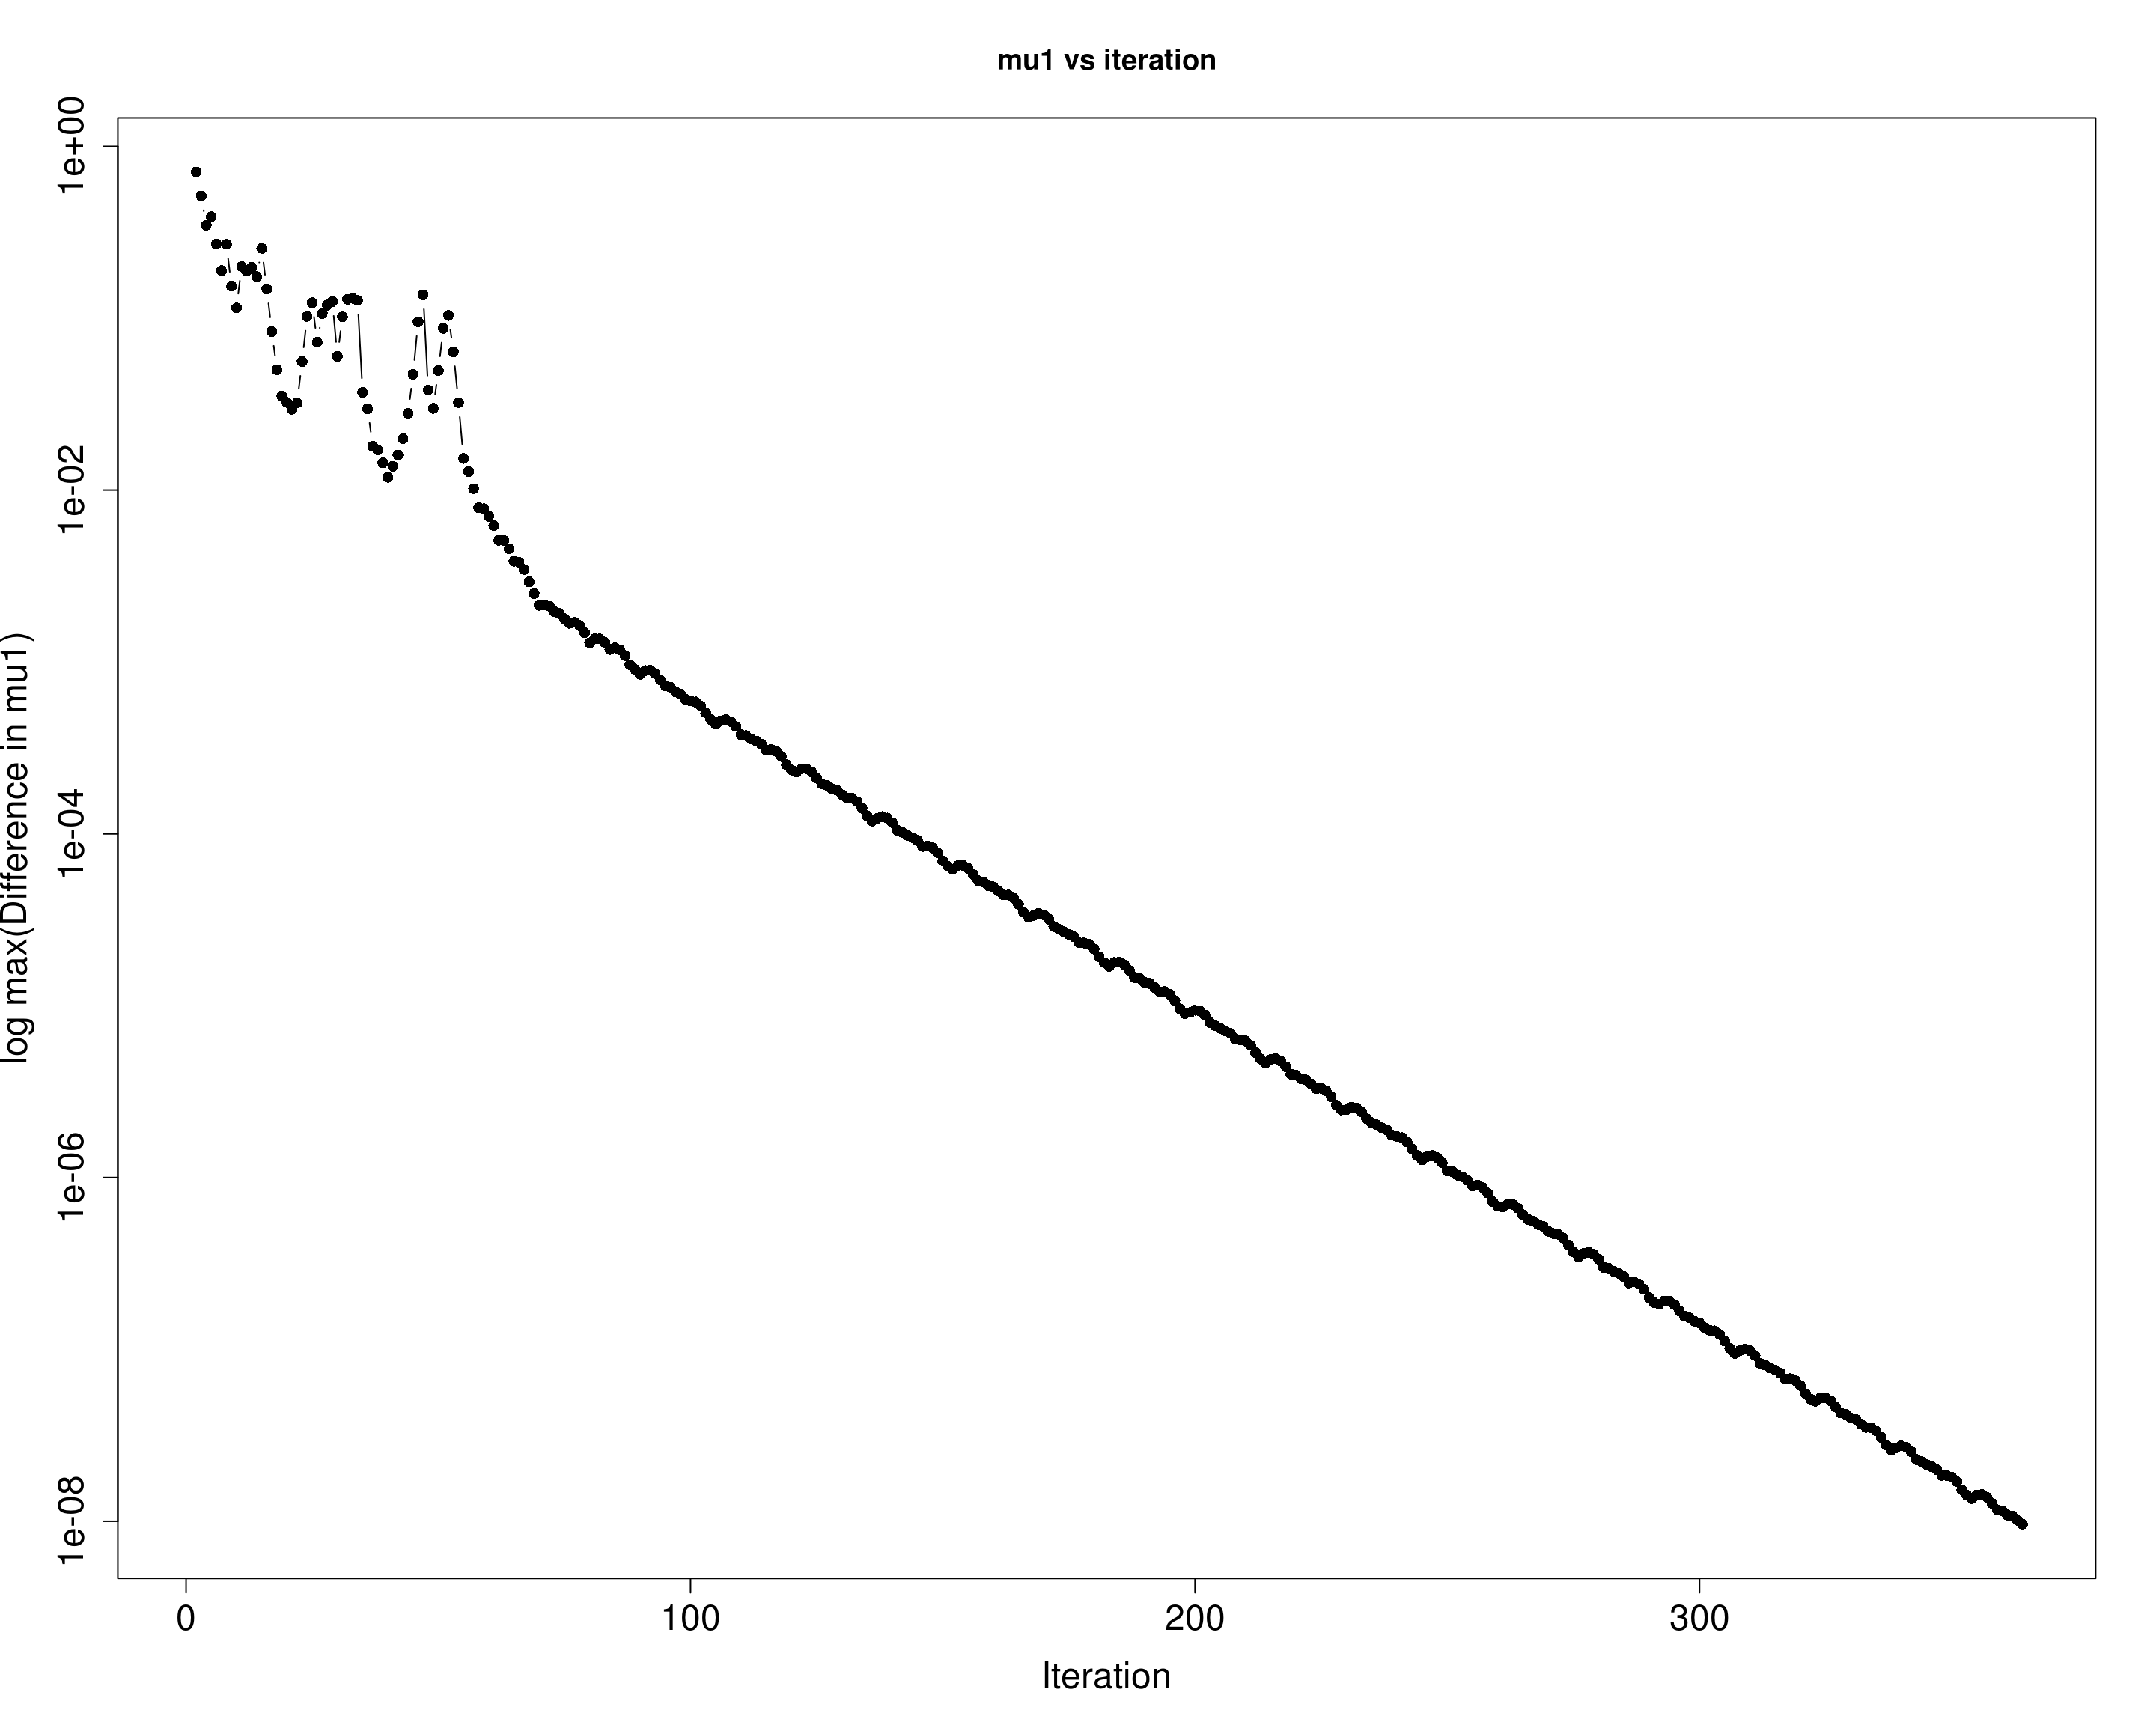 mu1 vs iteration
log max(Difference in mu1)
1e+00
1e-02
1e-04
1e-06
1e-08
0 100 200 300
Iteration